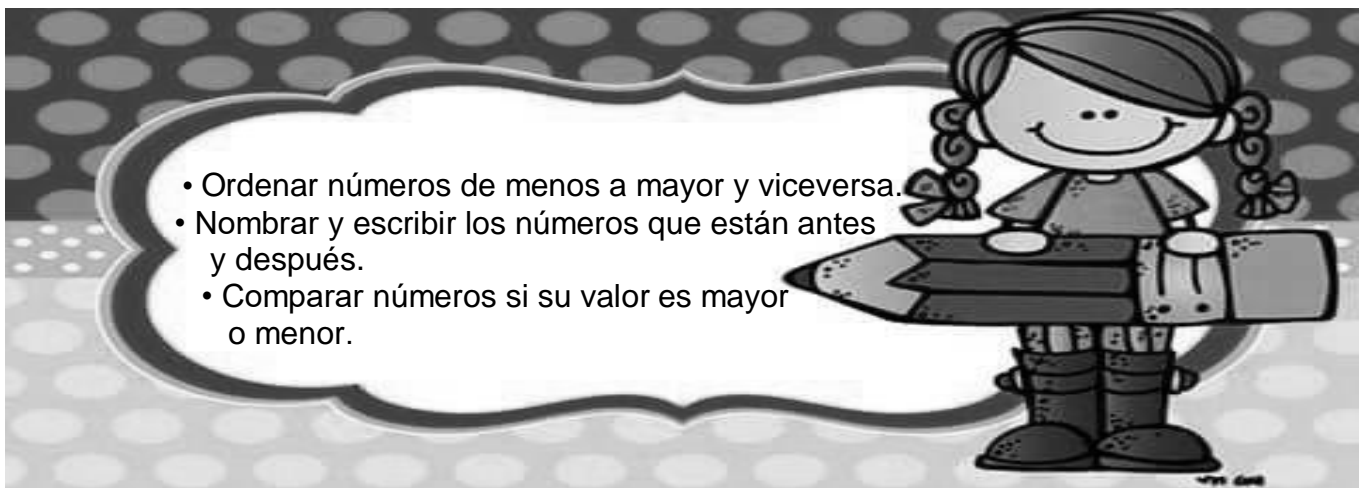 • Ordenar números de menos a mayor y viceversa.
• Nombrar y escribir los números que están antes
y después.
• Comparar números si su valor es mayor
o menor.